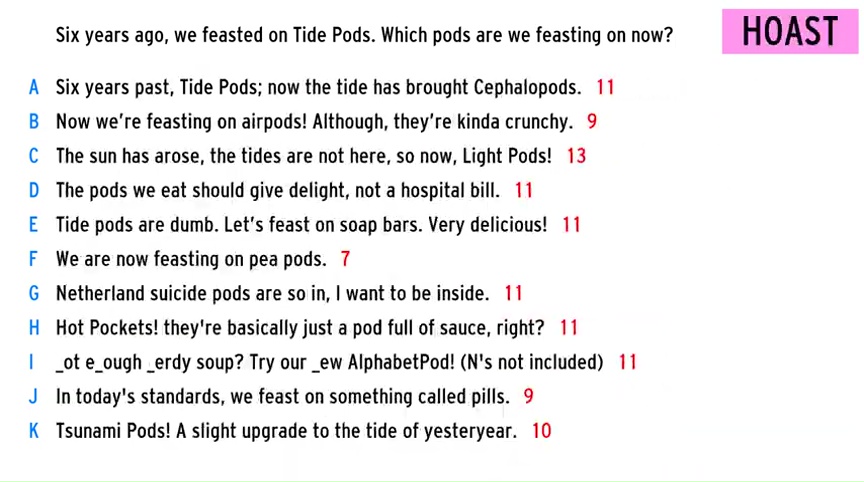 Six years ago, we feasted on Tide Pods. Which pods are we feasting on now?
HOAST
A Six years past, Tide Pods; now the tide has brought Cephalopods. 11
B Now we're feasting on airpods! Although, they're kinda crunchy. 9
C The sun has arose, the tides are not here, so now, Light Pods! 13
D The pods we eat should give delight, not a hospital bill. 11
E Tide pods are dumb. Let's feast on soap bars. Very delicious! 11
F We are now feasting on pea pods. 7
G Netherland suicide pods are so in, I want to be inside. 11
H Hot Pockets! they're basically just a pod full of sauce, right? 11
I _ot e_ough _erdy soup? Try our _ew AlphabetPod! (N's not included) 11
J In today's standards, we feast on something called pills. 9
K Tsunami Pods! A slight upgrade to the tide of yesteryear. 10